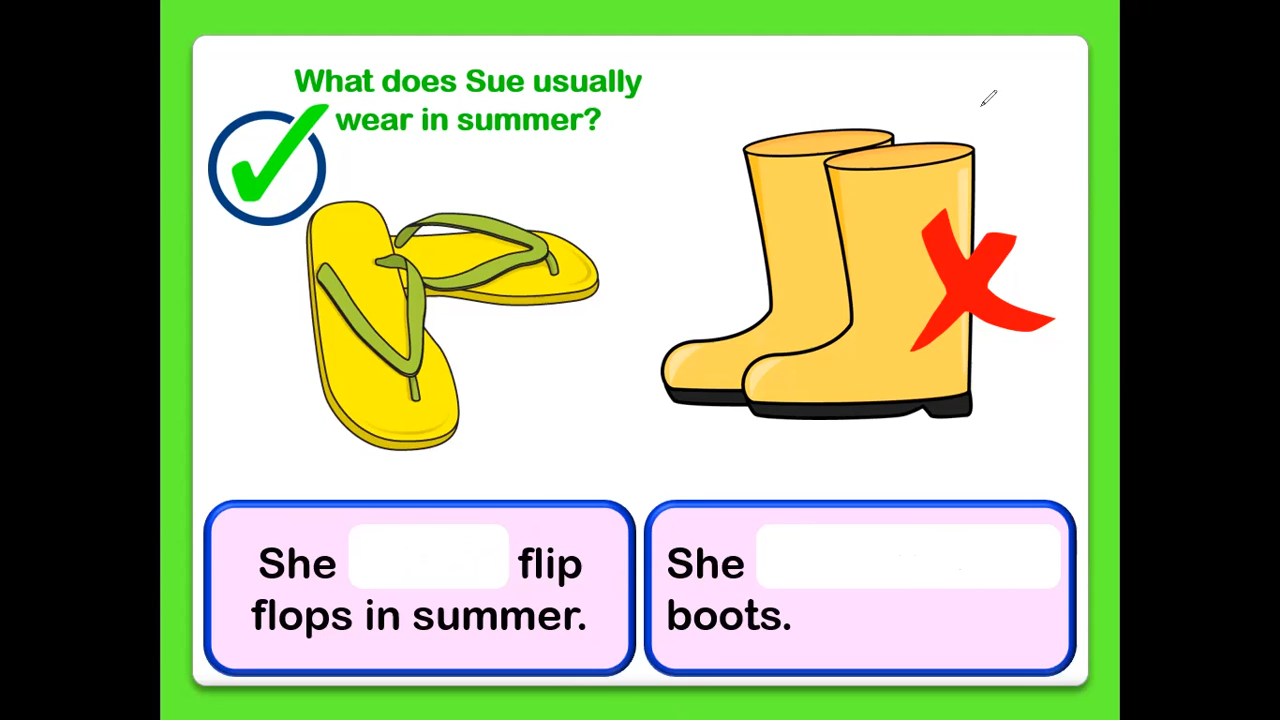 What does Sue usually
wear in summer?
She flip
flops in summer.
She
boots.